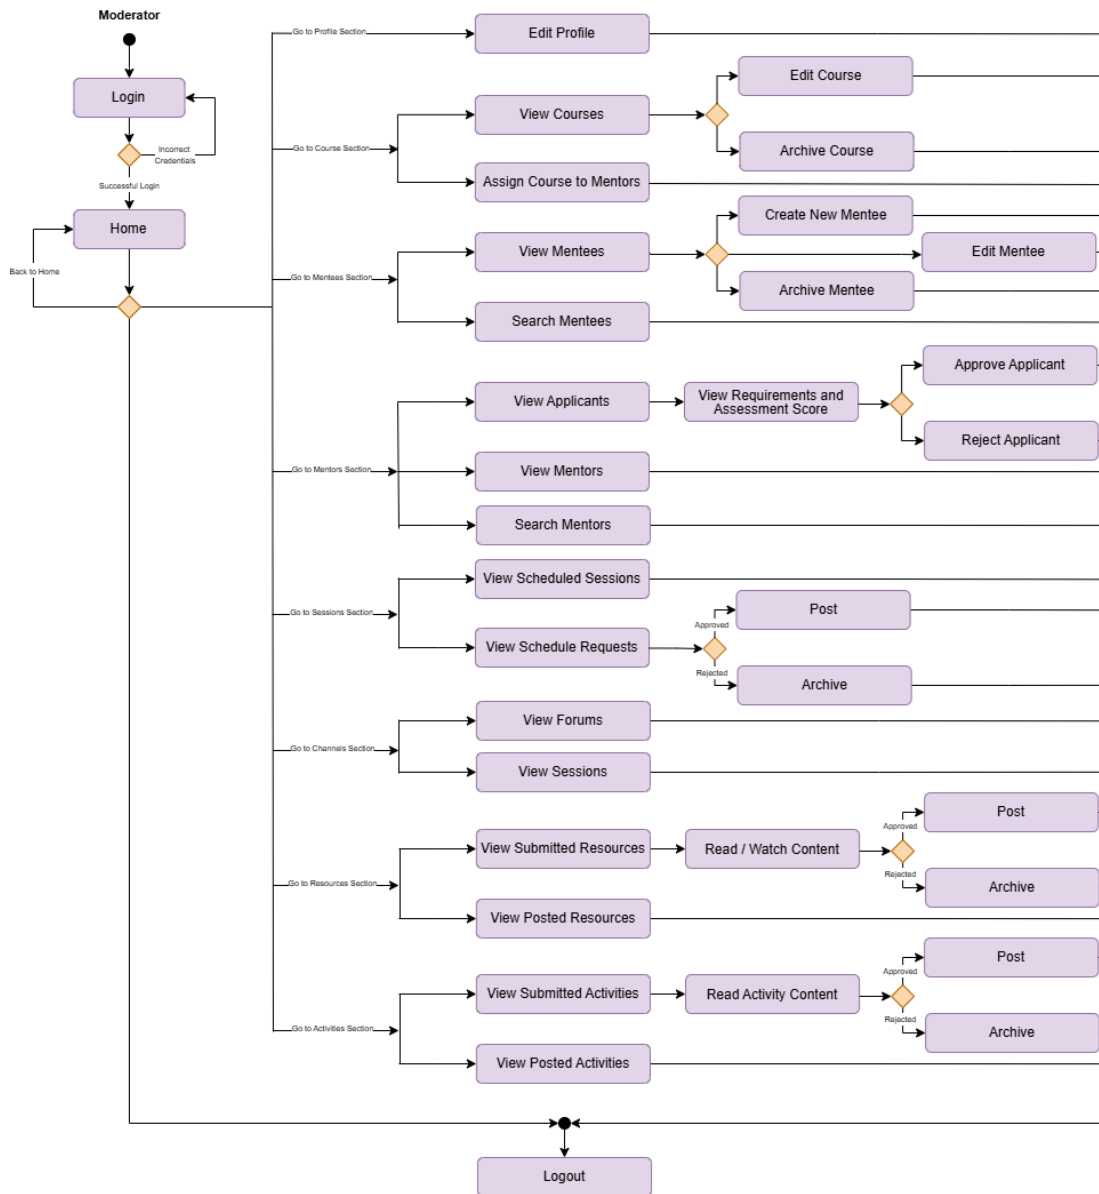 Moderator
Login
Incorrect
Credentials
Successful Login
Home
Back to Home
Go to Profile Section
Edit Profile
Go to Course Section
View Courses
Edit Course
Archive Course
Assign Course to Mentors
Go to Mentees Section
View Mentees
Create New Mentee
Edit Mentee
Archive Mentee
Search Mentees
Go to Mentors Section
View Applicants
View Requirements and
Assessment Score
Approve Applicant
Reject Applicant
View Mentors
Search Mentors
Go to Sessions Section
View Scheduled Sessions
View Schedule Requests
Approved
Post
Rejected
Archive
Go to Channels Section
View Forums
View Sessions
Go to Resources Section
View Submitted Resources
Read / Watch Content
Approved
Post
Rejected
Archive
View Posted Resources
Go to Activities Section
View Submitted Activities
Read Activity Content
Approved
Post
Rejected
Archive
View Posted Activities
Logout